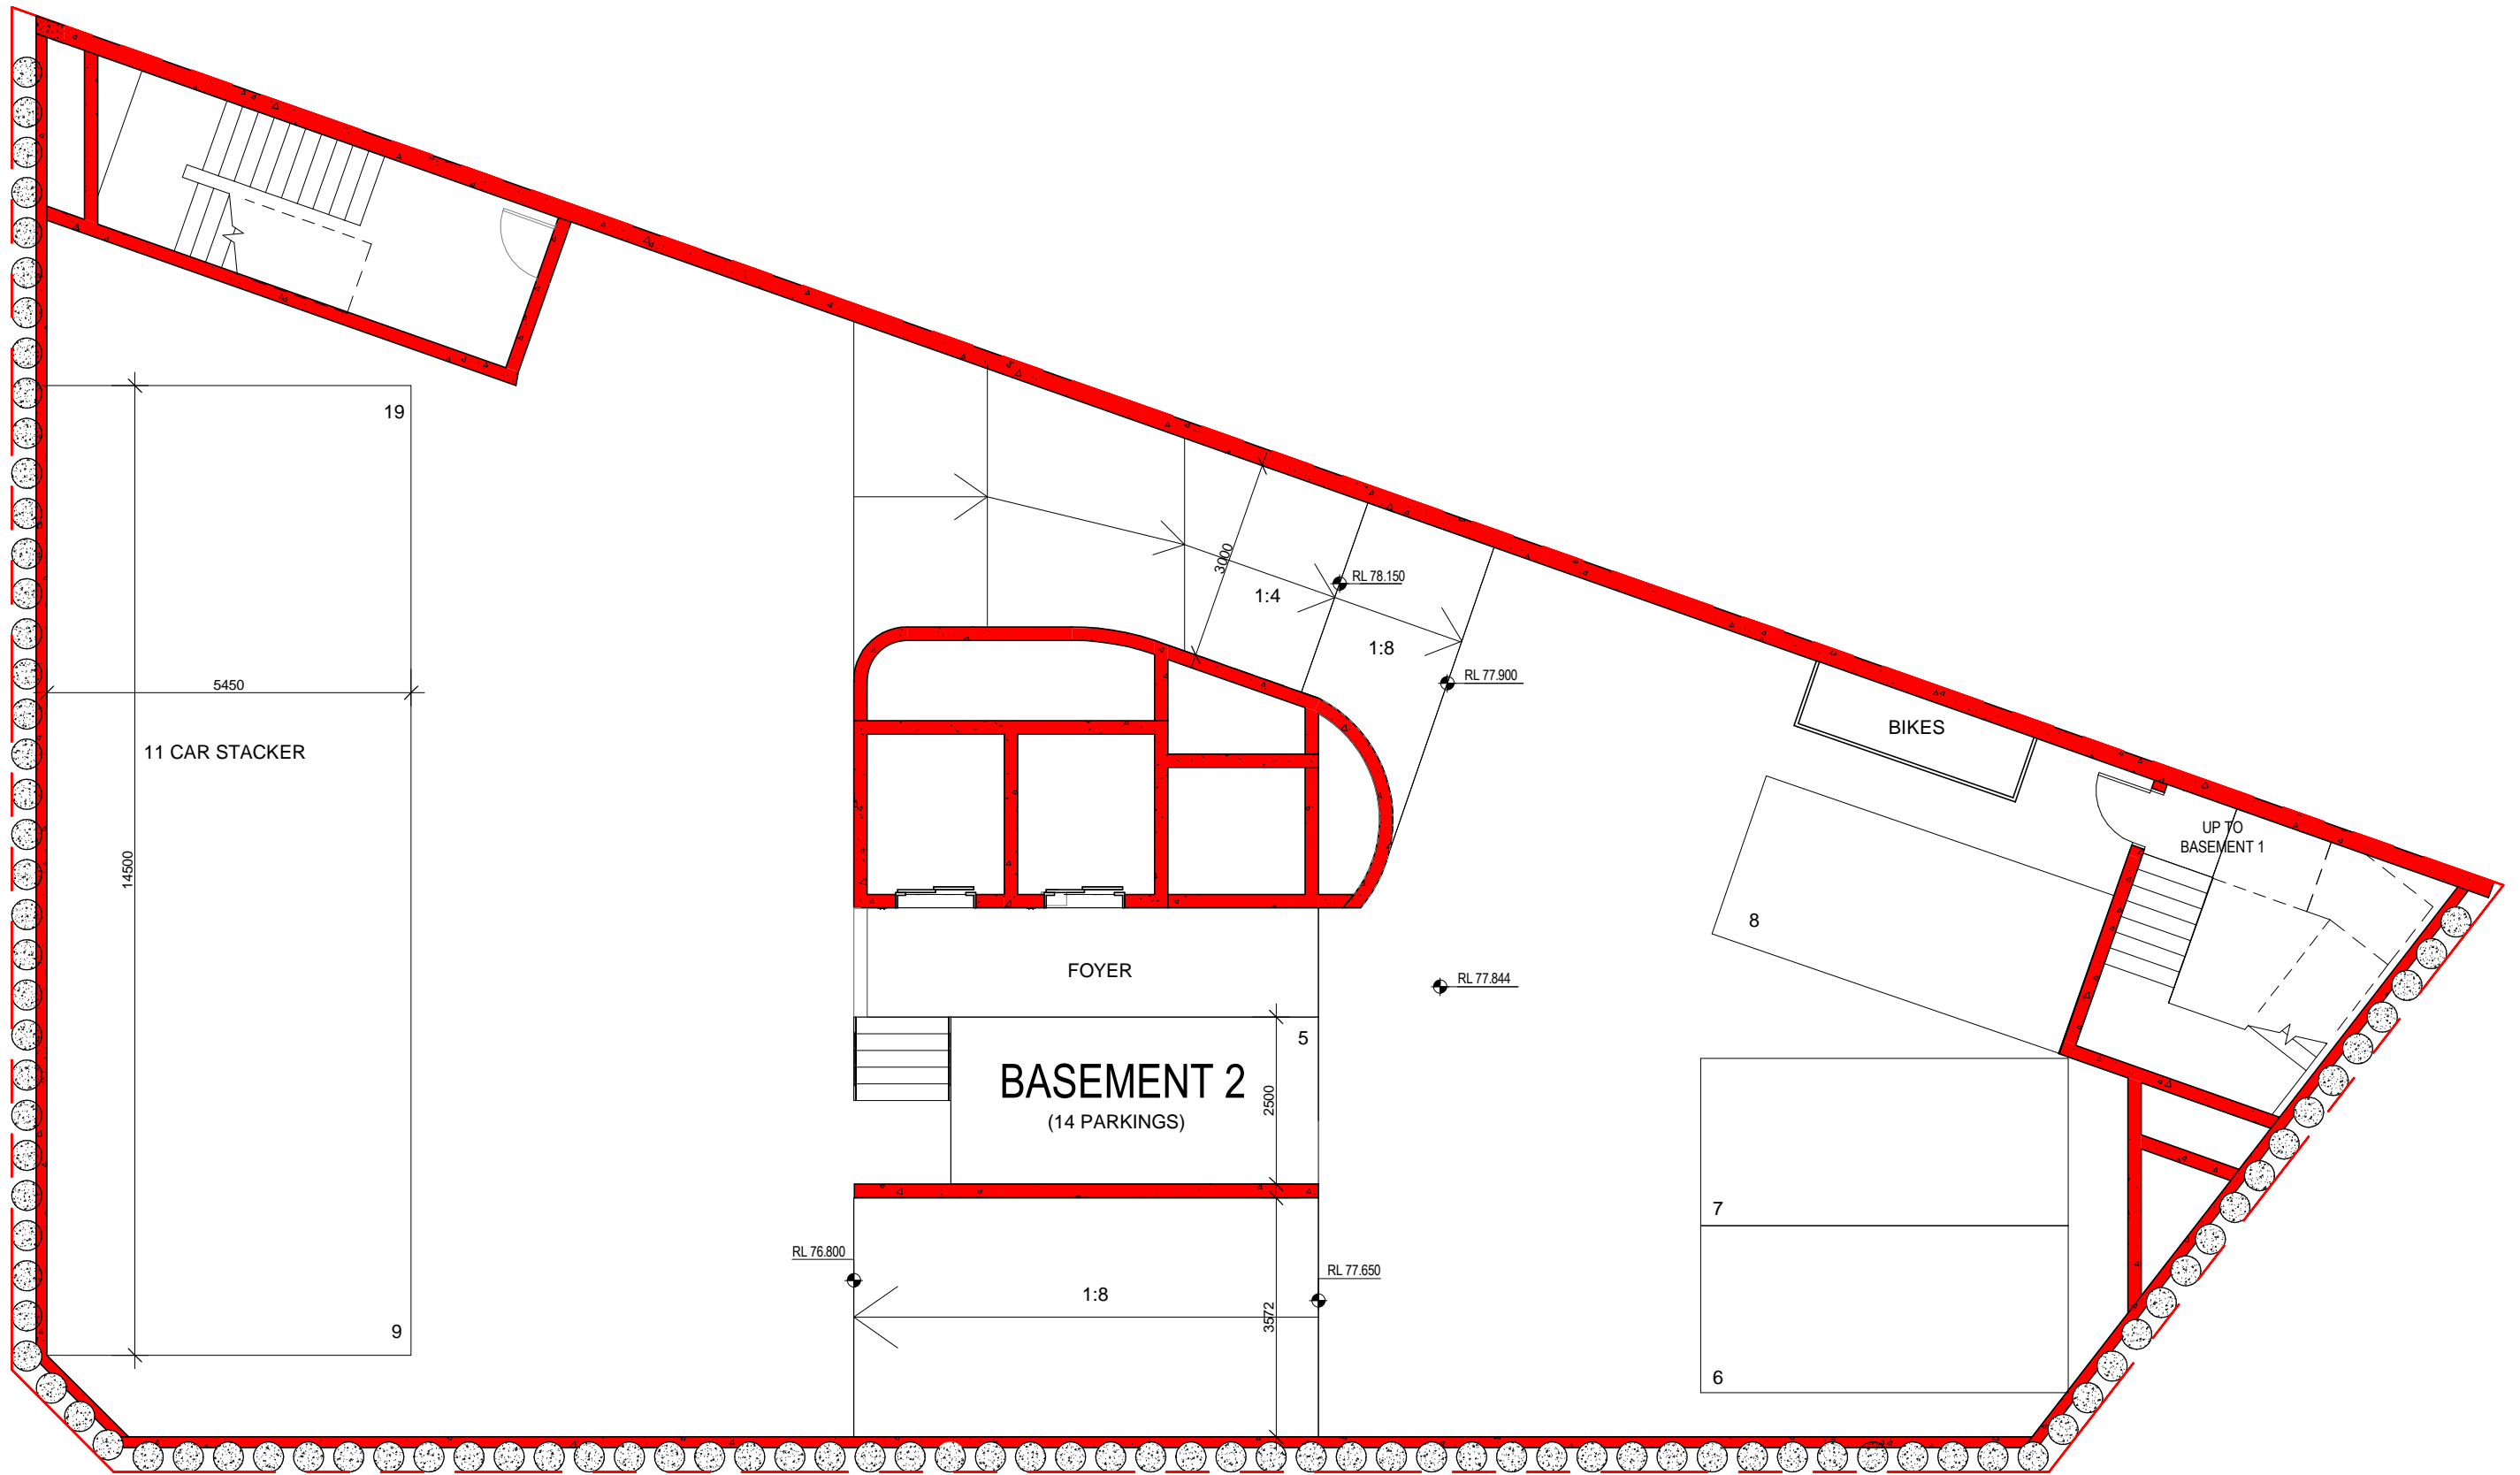 19
3000
RL 78.150
1:4
1:8
RL 77.900
5450
11 CAR STACKER
BIKES
14500
UP TO
BASEMENT 1
8
FOYER
RL 77.844
5
BASEMENT 2
(14 PARKINGS)
2500
7
RL 76.800
RL 77.650
1:8
3572
9
6